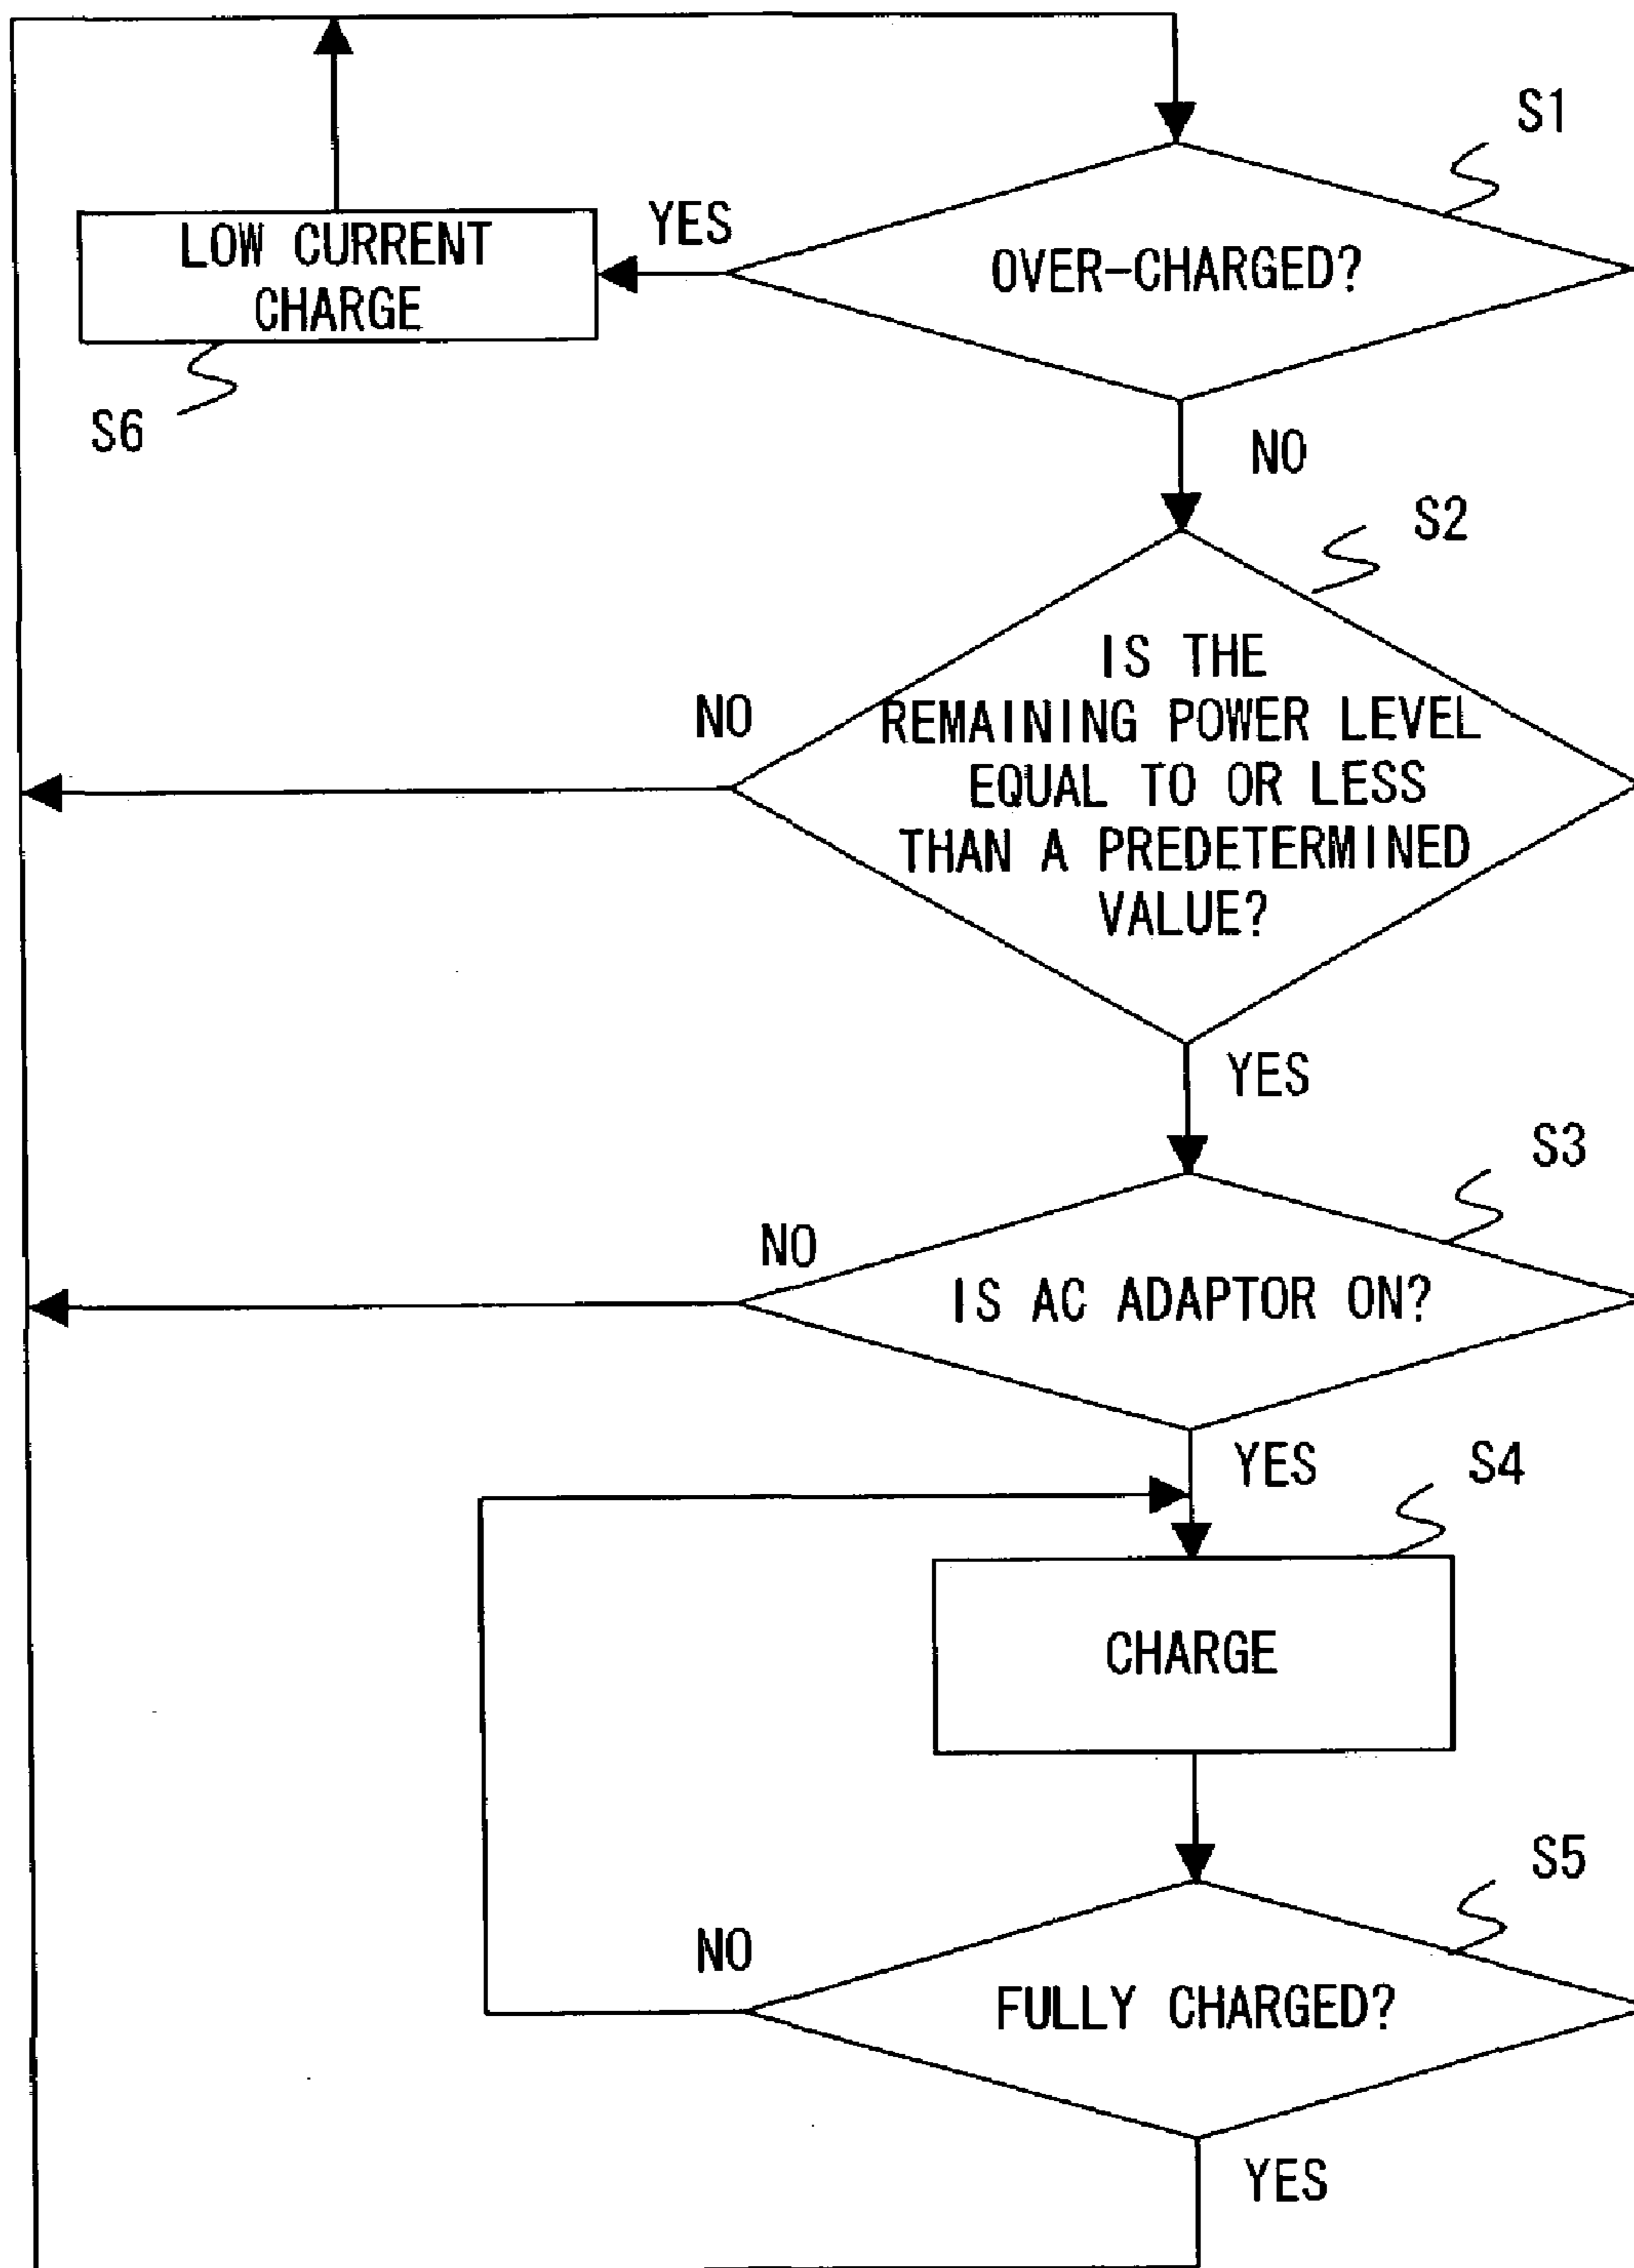 S1
YES
LOW CURRENT
CHARGE
OVER-CHARGED?
S6
NO
S2
IS THE
NO
REMAINING POWER LEVEL
EQUAL TO OR LESS
THAN A PREDETERMINED
VALUE?
YES
S3
NO
IS AC ADAPTOR ON?
YES
S4
CHARGE
S5
NO
FULLY CHARGED?
YES